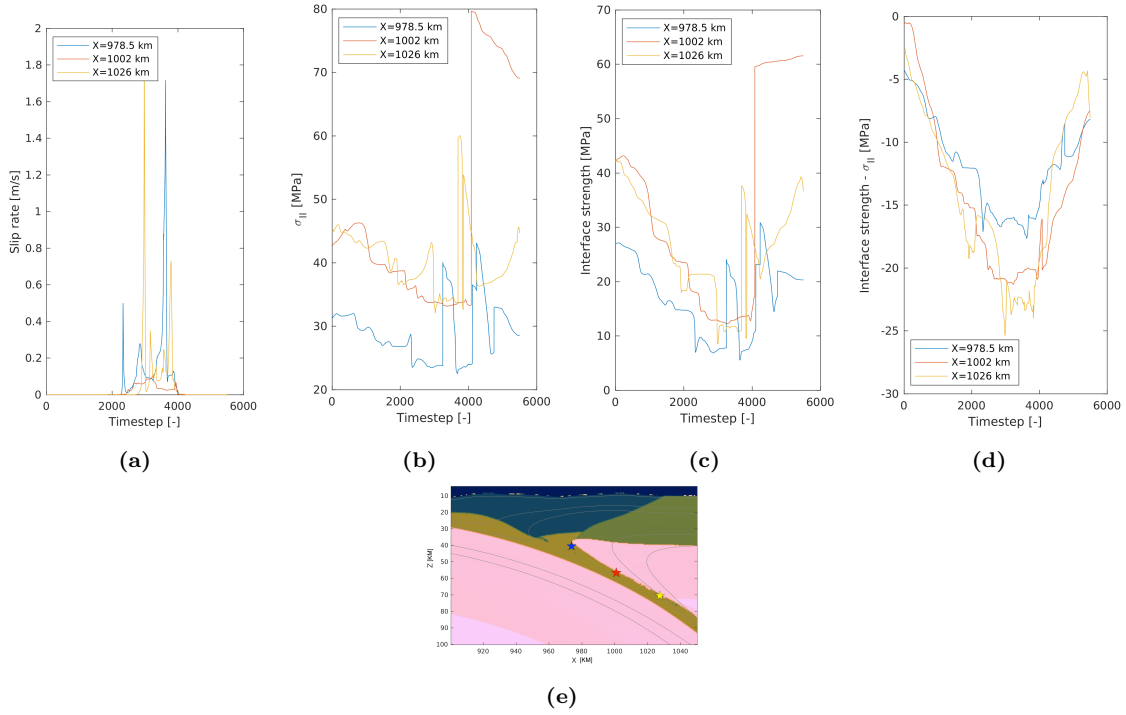 Slip rate [m/s]
2
1.8
1.6
1.4
1.2
1
0.8
0.6
0.4
0.2
0
0 2000 4000 6000
Timestep [-]
X=978.5 km
X=1002 km
X=1026 km
(a)
σ|| [MPa]
80
70
60
50
40
30
20
0 2000 4000 6000
Timestep [-]
X=978.5 km
X=1002 km
X=1026 km
(b)
Interface strength [MPa]
70
60
50
40
30
20
10
0
0 2000 4000 6000
Timestep [-]
X=978.5 km
X=1002 km
X=1026 km
(c)
Interface strength - σ|| [MPa]
0
-5
-10
-15
-20
-25
-30
0 2000 4000 6000
Timestep [-]
X=978.5 km
X=1002 km
X=1026 km
(d)
Z [KM]
10
20
30
40
50
60
70
80
90
100
920 940 960 980 1000 1020 1040
X [KM]
(e)